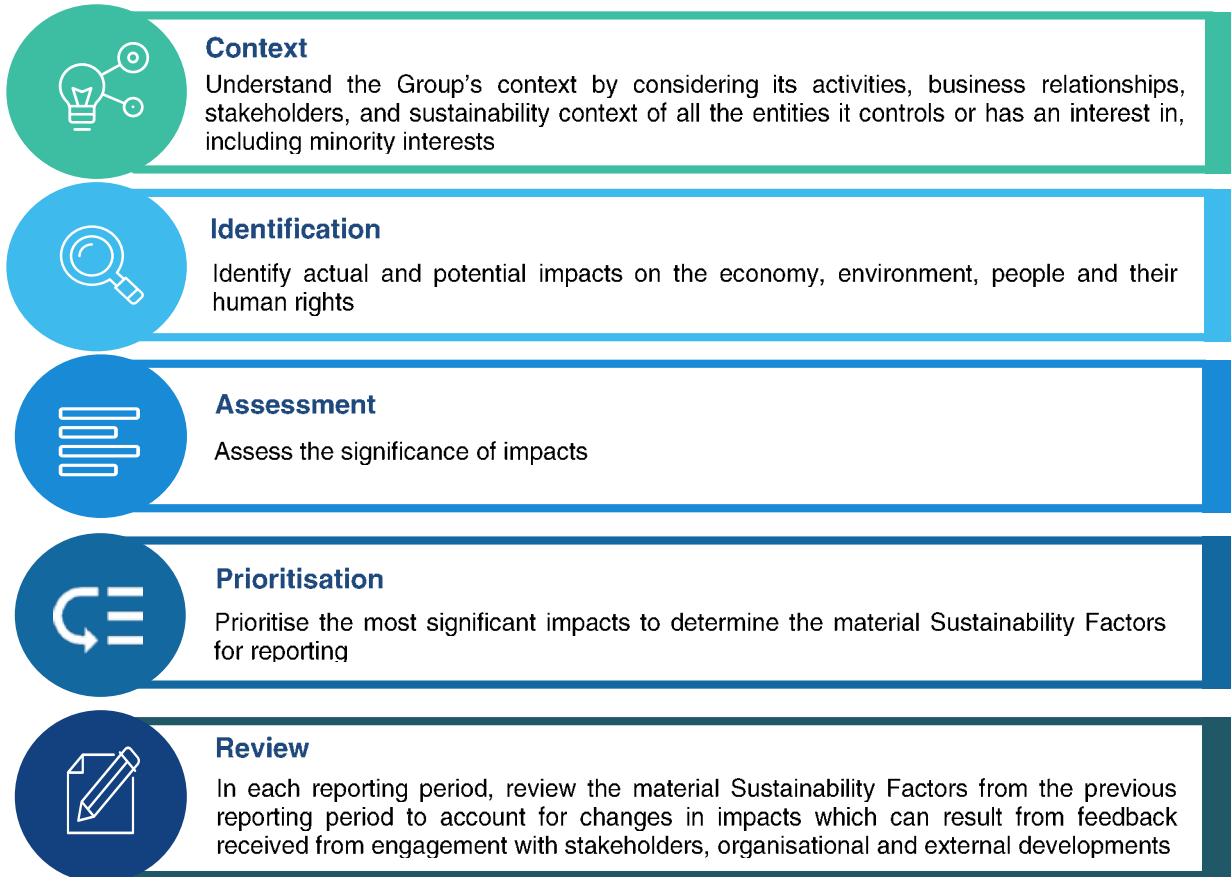 Context
Understand the Group's context by considering its activities, business relationships,
stakeholders, and sustainability context of all the entities it controls or has an interest in,
including minority interests
Identification
Identify actual and potential impacts on the economy, environment, people and their
human rights
Assessment
Assess the significance of impacts
Prioritisation
Prioritise the most significant impacts to determine the material Sustainability Factors
for reporting
Review
In each reporting period, review the material Sustainability Factors from the previous
reporting period to account for changes in impacts which can result from feedback
received from engagement with stakeholders, organisational and external developments